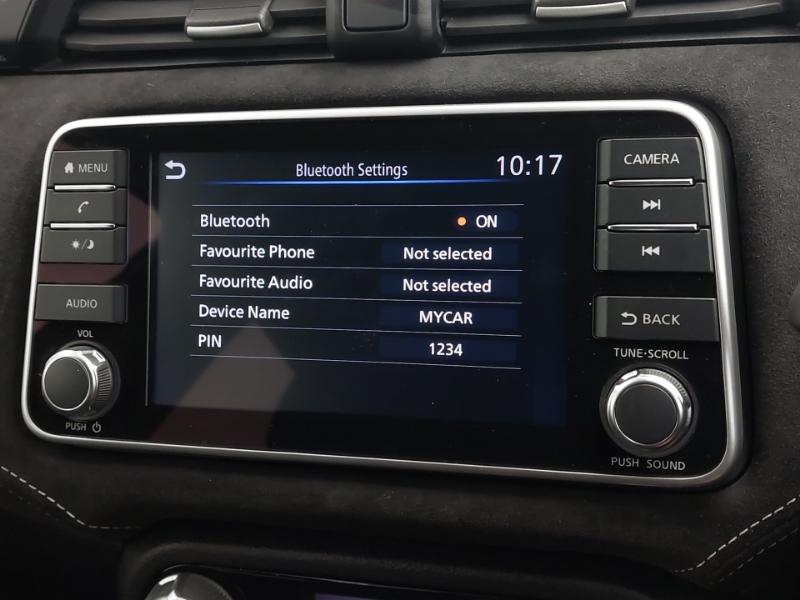 MENU
AUDIO
VOL
PUSH
Bluetooth Settings 10:17
Bluetooth ON
Favourite Phone Not selected
Favourite Audio Not selected
Device Name MYCAR
PIN 1234
CAMERA
BACK
TUNE·SCROLL
PUSH SOUND